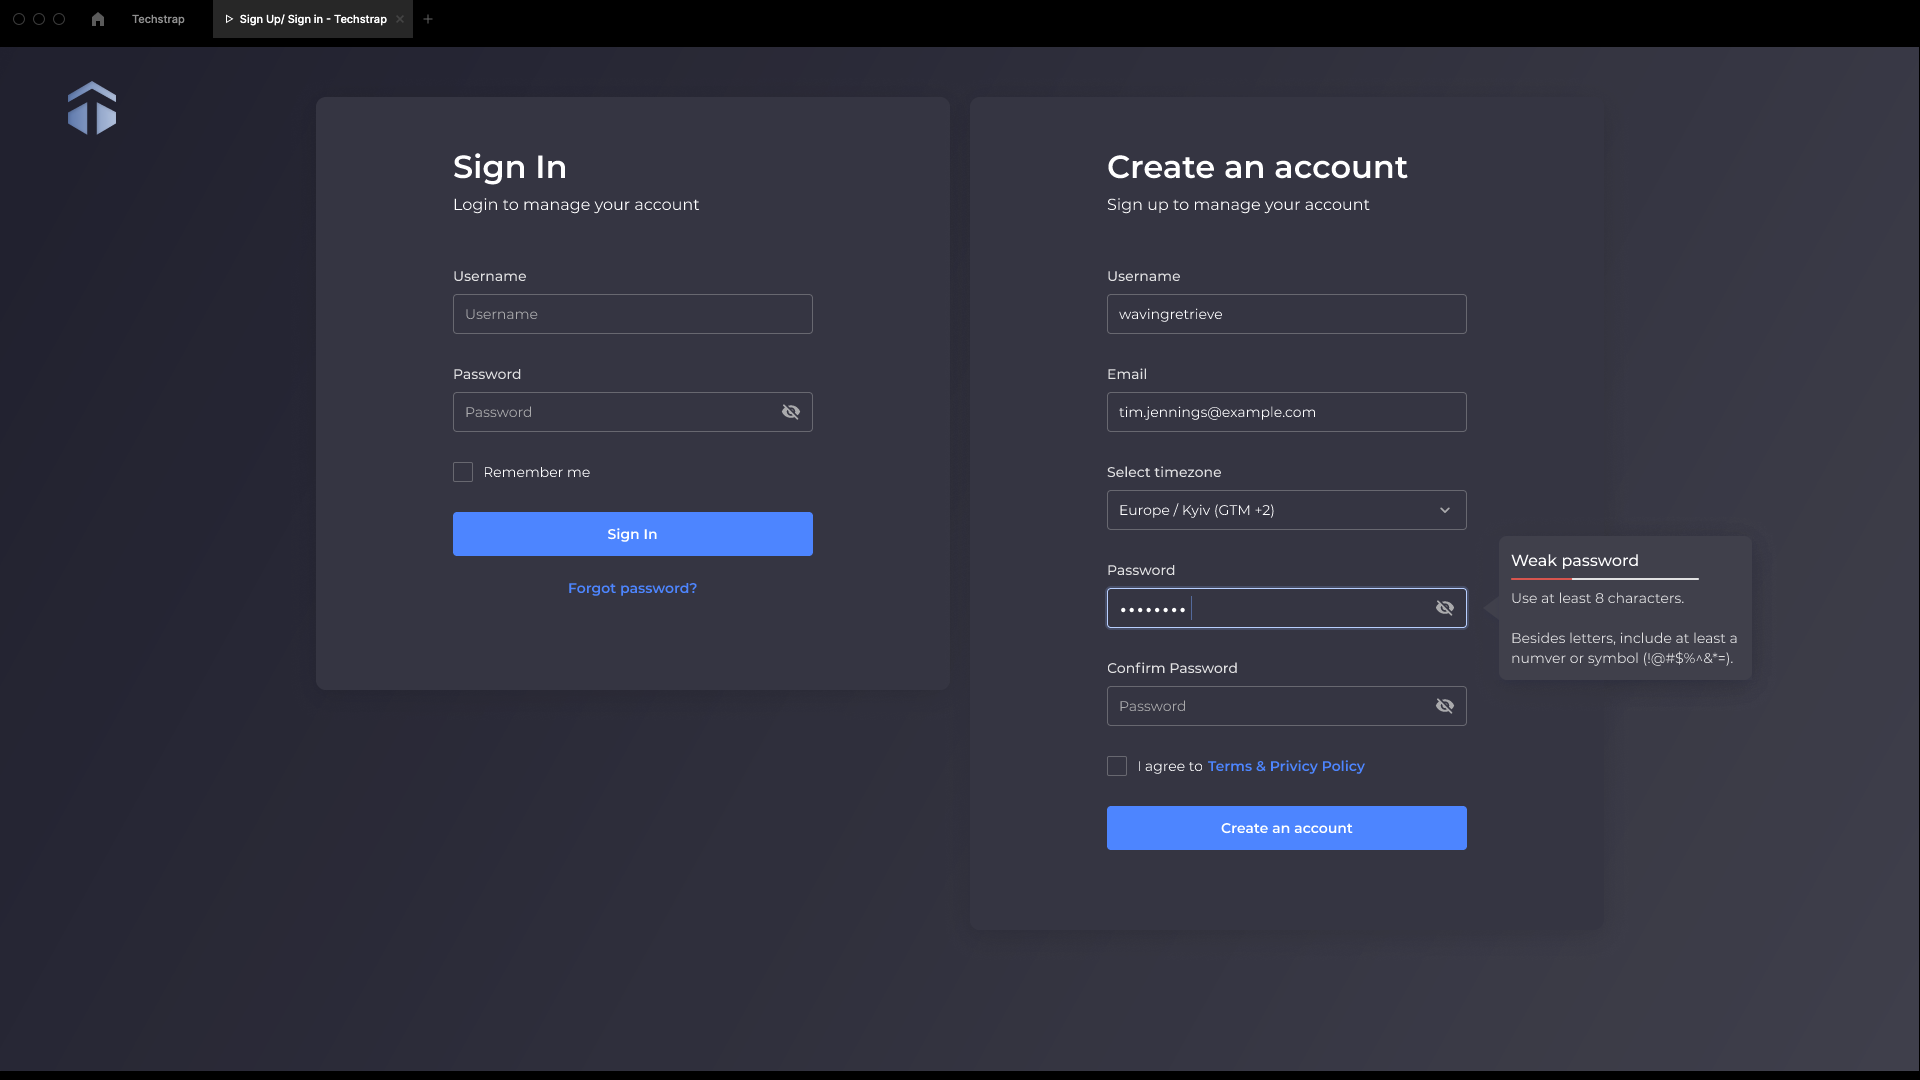 Techstrap
Sign Up/ Sign in - Techstrap
Sign In
Login to manage your account
Username
Username
Password
Password
Remember me
Sign In
Forgot password?
Create an account
Sign up to manage your account
Username
wavingretrieve
Email
tim.jennings@example.com
Select timezone
Europe / Kyiv (GTM +2)
Password
••••••••
Confirm Password
Password
I agree to Terms & Privicy Policy
Create an account
Weak password
Use at least 8 characters.
Besides letters, include at least a
numver or symbol (!@#$%^&*=).